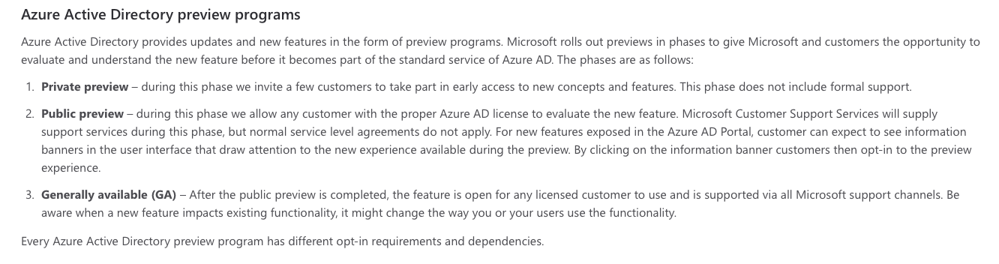 Azure Active Directory preview programs
Azure Active Directory provides updates and new features in the form of preview programs. Microsoft rolls out previews in phases to give Microsoft and customers the opportunity to
evaluate and understand the new feature before it becomes part of the standard service of Azure AD. The phases are as follows:
1. Private preview – during this phase we invite a few customers to take part in early access to new concepts and features. This phase does not include formal support.
2. Public preview – during this phase we allow any customer with the proper Azure AD license to evaluate the new feature. Microsoft Customer Support Services will supply
support services during this phase, but normal service level agreements do not apply. For new features exposed in the Azure AD Portal, customer can expect to see information
banners in the user interface that draw attention to the new experience available during the preview. By clicking on the information banner customers then opt-in to the preview
experience.
3. Generally available (GA) – After the public preview is completed, the feature is open for any licensed customer to use and is supported via all Microsoft support channels. Be
aware when a new feature impacts existing functionality, it might change the way you or your users use the functionality.
Every Azure Active Directory preview program has different opt-in requirements and dependencies.